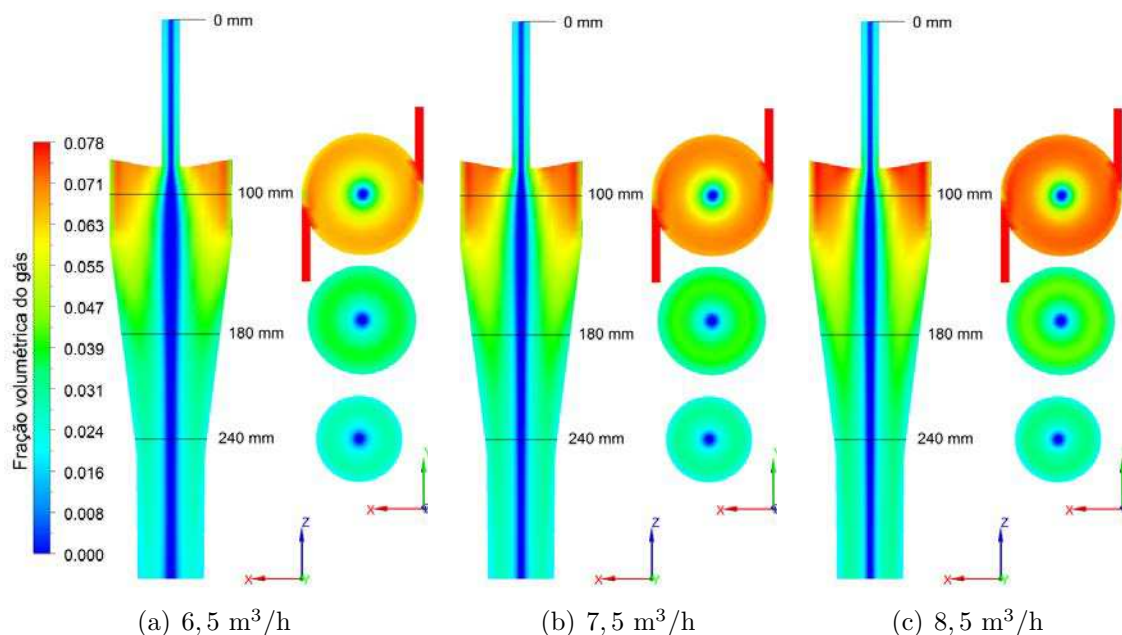 0 mm
0 mm
0 mm
Fração volumétrica do gás
0.078
0.071
0.063
0.055
0.047
0.039
0.031
0.024
0.016
0.008
0.000
100 mm
100 mm
100 mm
180 mm
180 mm
180 mm
240 mm
240 mm
240 mm
X
X
X
Z
Z
Z
X
Y
X
Y
X
Y
(a) 6,5 m³/h
(b) 7,5 m³/h
(c) 8,5 m³/h